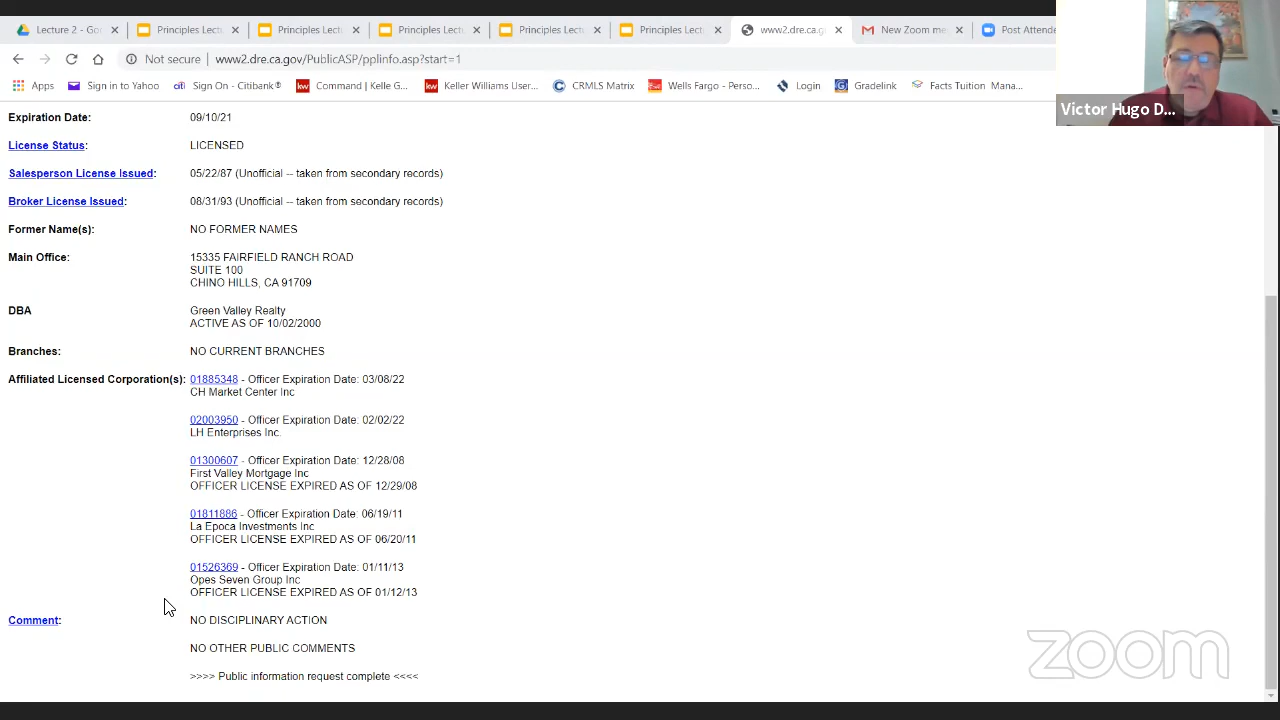 Lecture 2 - Go
Principles Lect
Principles Lect
Principles Lect
Principles Lect
Principles Lect
www2.dre.ca.g
New Zoom me
Post Attende
Not secure | www2.dre.ca.gov/PublicASP/pplinfo.asp?start=1
Apps
Sign in to Yahoo
citi Sign On - Citibank®
kw Command | Kelle G...
kw Keller Williams User...
CRMLS Matrix
Wells Fargo - Perso...
Login
Gradelink
Facts Tuition Mana...
Victor Hugo D...
Expiration Date: 09/10/21
License Status: LICENSED
Salesperson License Issued: 05/22/87 (Unofficial -- taken from secondary records)
Broker License Issued: 08/31/93 (Unofficial -- taken from secondary records)
Former Name(s): NO FORMER NAMES
Main Office: 15335 FAIRFIELD RANCH ROAD
SUITE 100
CHINO HILLS, CA 91709
DBA Green Valley Realty
ACTIVE AS OF 10/02/2000
Branches: NO CURRENT BRANCHES
Affiliated Licensed Corporation(s): 01885348 - Officer Expiration Date: 03/08/22
CH Market Center Inc
02003950 - Officer Expiration Date: 02/02/22
LH Enterprises Inc.
01300607 - Officer Expiration Date: 12/28/08
First Valley Mortgage Inc
OFFICER LICENSE EXPIRED AS OF 12/29/08
01811886 - Officer Expiration Date: 06/19/11
La Epoca Investments Inc
OFFICER LICENSE EXPIRED AS OF 06/20/11
01526369 - Officer Expiration Date: 01/11/13
Opes Seven Group Inc
OFFICER LICENSE EXPIRED AS OF 01/12/13
Comment: NO DISCIPLINARY ACTION
NO OTHER PUBLIC COMMENTS
>>>> Public information request complete <<<<
zoom